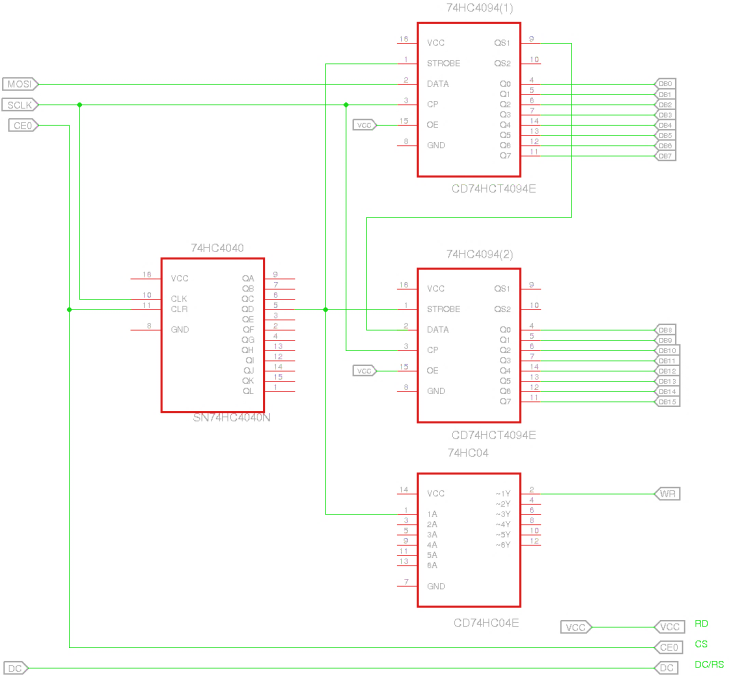 74HC4094(1)
16 VCC QS1 9
1 STROBE QS2 10
MOSI 2 DATA Q0 4 DB0
Q1 5 DB1
SCLK 3 CP Q2 6 DB2
Q3 7 DB3
CE0 VCC 15 OE Q4 14 DB4
Q5 13 DB5
8 GND Q6 12 DB6
Q7 11 DB7
CD74HCT4094E
74HC4040
16 VCC QA 9
QB 7
10 CLK QC 6
11 CLR QD 5
QE 3
8 GND QF 2
QG 4
QH 13
QI 12
QJ 14
QK 15
QL 1
SN74HC4040N
74HC4094(2)
16 VCC QS1 9
1 STROBE QS2 10
2 DATA Q0 4 DB8
Q1 5 DB9
3 CP Q2 6 DB10
Q3 7 DB11
VCC 15 OE Q4 14 DB12
Q5 13 DB13
8 GND Q6 12 DB14
Q7 11 DB15
CD74HCT4094E
74HC04
14 VCC ~1Y 2 WR
~2Y 4
1 1A ~3Y 6
3 2A ~4Y 8
5 3A ~5Y 10
9 4A ~6Y 12
11 5A
13 6A
7 GND
CD74HC04E
VCC VCC RD
CE0 CS
DC DC DC/RS